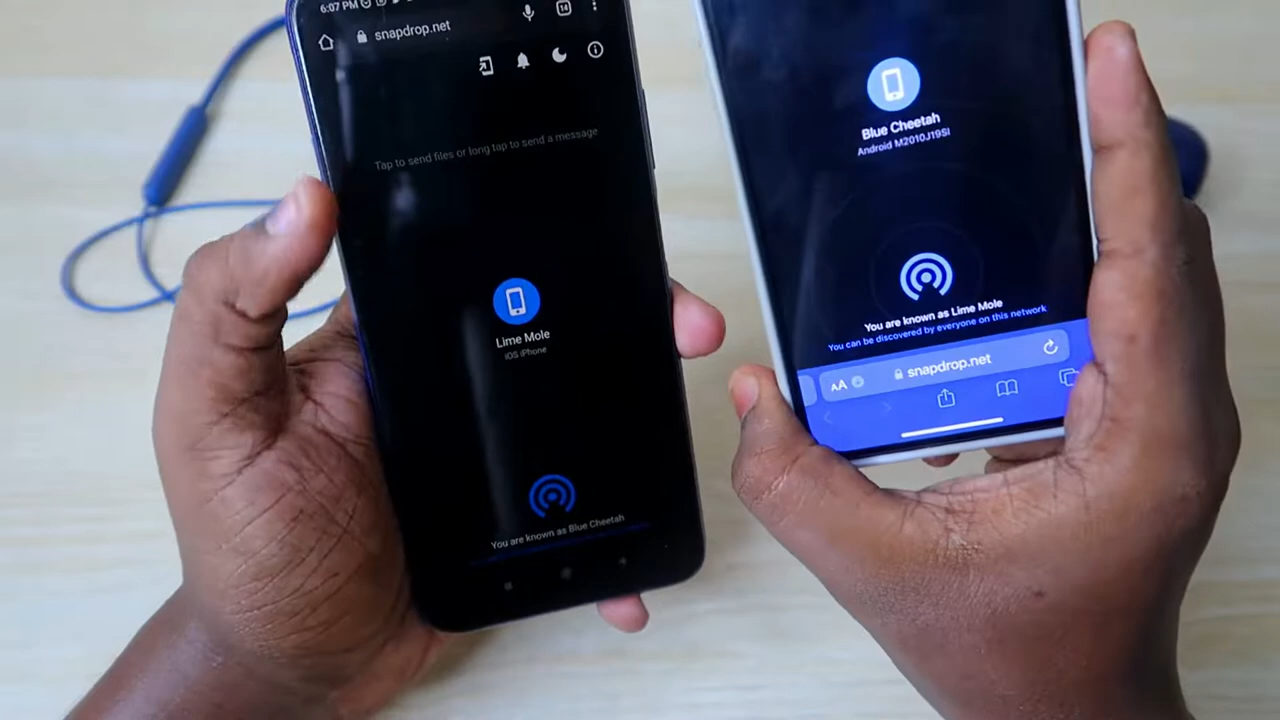 6:07 PM
snapdrop.net
14
Tap to send files or long tap to send a message
Lime Mole
iOS iPhone
You are known as Blue Cheetah
Blue Cheetah
Android M2010J19SI
You are known as Lime Mole
You can be discovered by everyone on this network
AA
snapdrop.net